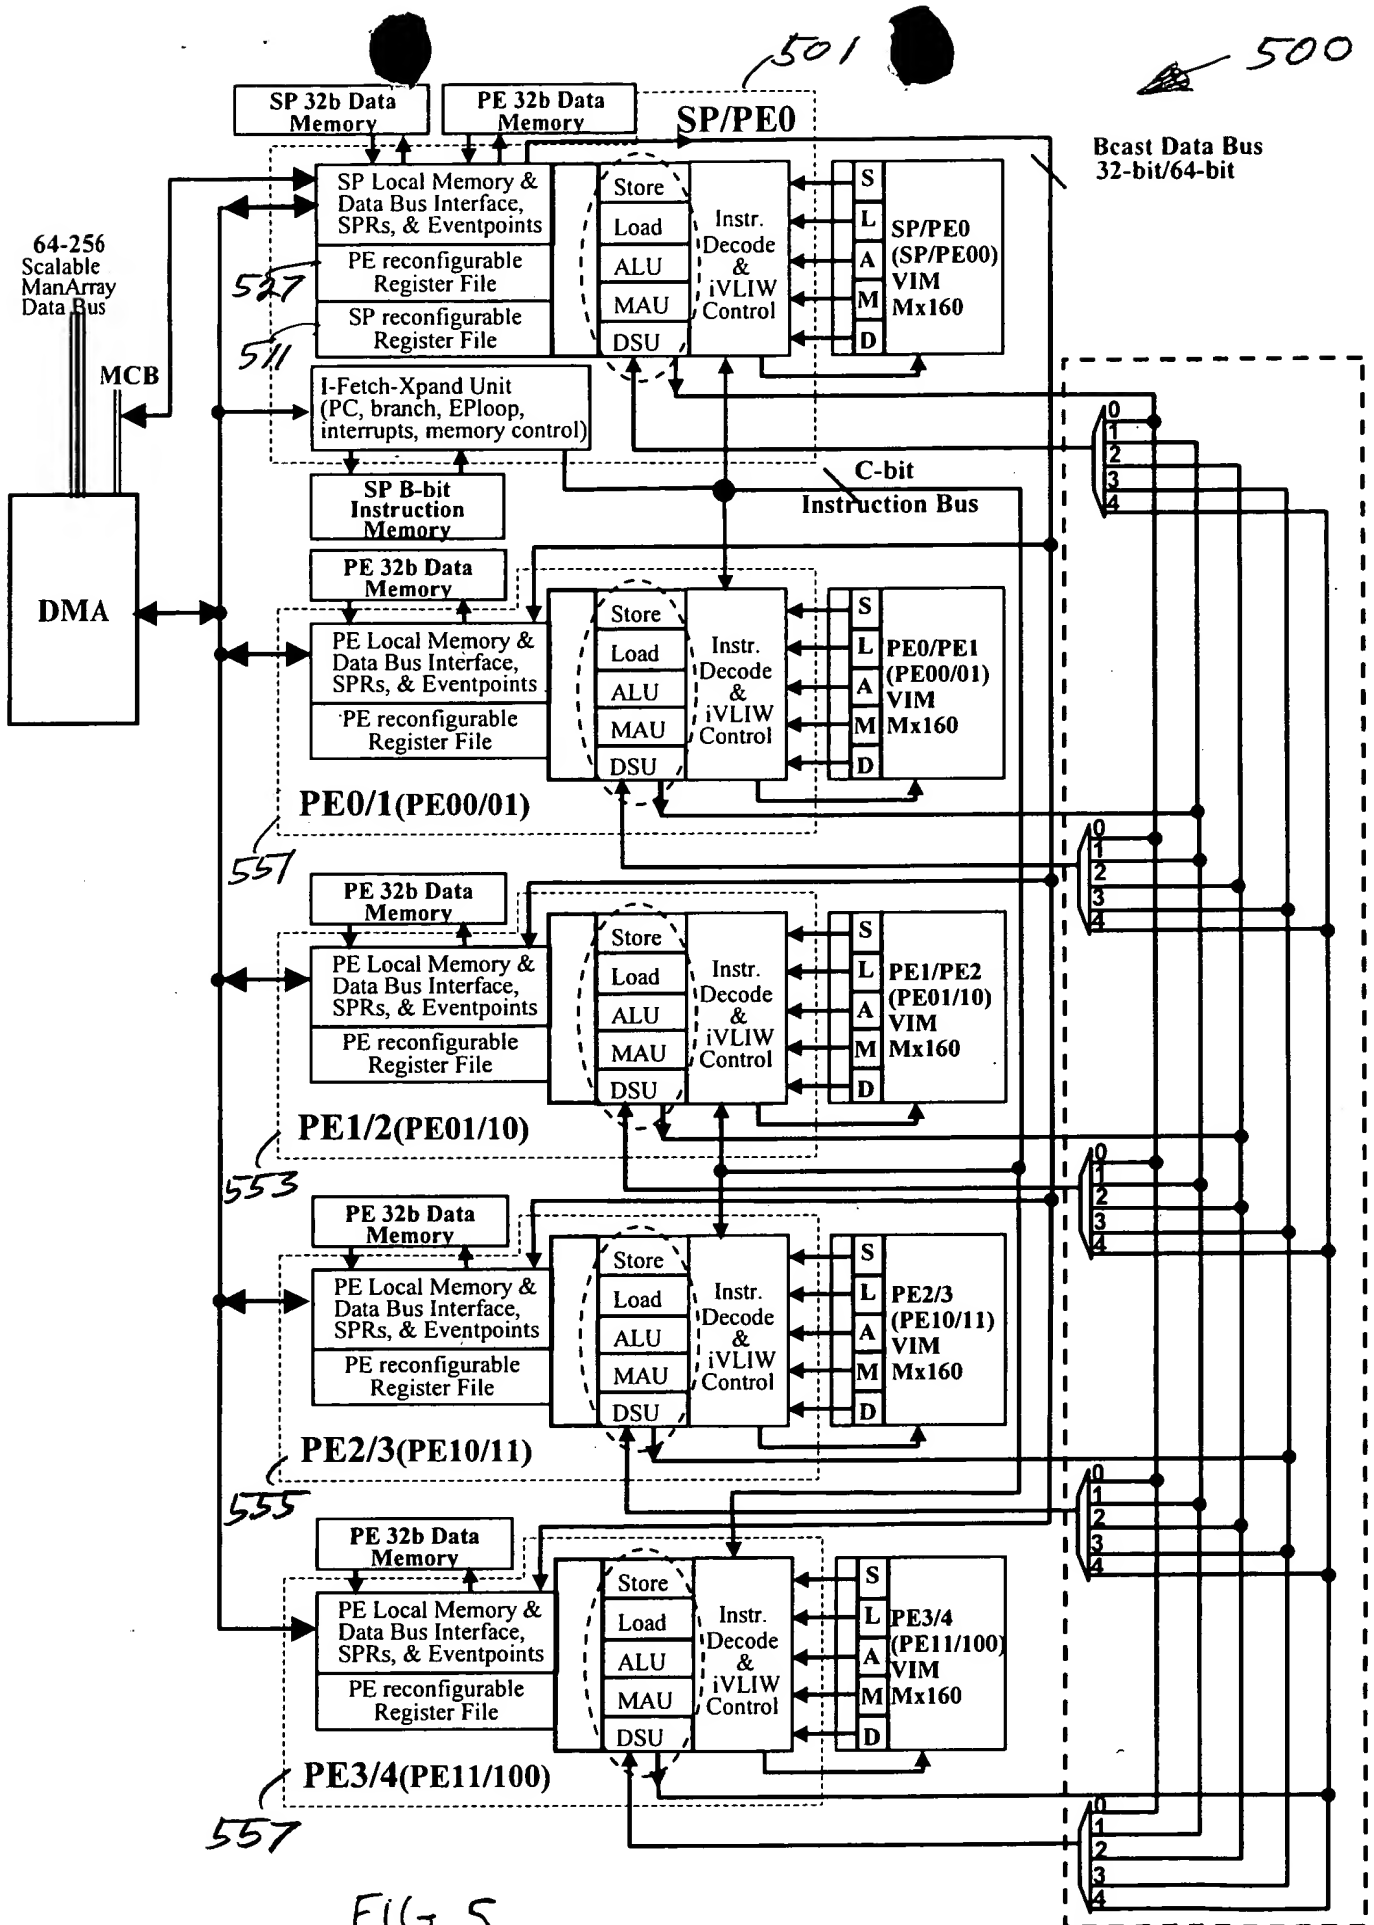 501
500
SP 32b Data
Memory
PE 32b Data
Memory
SP/PE0
Bcast Data Bus
32-bit/64-bit
SP Local Memory &
Data Bus Interface,
SPRs, & Eventpoints
PE reconfigurable
Register File
SP reconfigurable
Register File
527
511
Store
Load
ALU
MAU
DSU
Instr.
Decode
&
iVLIW
Control
S
L
A
M
D
SP/PE0
(SP/PE00)
VIM
Mx160
64-256
Scalable
ManArray
Data Bus
MCB
I-Fetch-Xpand Unit
(PC, branch, EPloop,
interrupts, memory control)
SP B-bit
Instruction
Memory
C-bit
Instruction Bus
0
1
2
3
4
DMA
PE 32b Data
Memory
PE Local Memory &
Data Bus Interface,
SPRs, & Eventpoints
PE reconfigurable
Register File
Store
Load
ALU
MAU
DSU
Instr.
Decode
&
iVLIW
Control
S
L
A
M
D
PE0/PE1
(PE00/01)
VIM
Mx160
PE0/1(PE00/01)
551
0
1
2
3
4
PE 32b Data
Memory
PE Local Memory &
Data Bus Interface,
SPRs, & Eventpoints
PE reconfigurable
Register File
Store
Load
ALU
MAU
DSU
Instr.
Decode
&
iVLIW
Control
S
L
A
M
D
PE1/PE2
(PE01/10)
VIM
Mx160
PE1/2(PE01/10)
553
0
1
2
3
4
PE 32b Data
Memory
PE Local Memory &
Data Bus Interface,
SPRs, & Eventpoints
PE reconfigurable
Register File
Store
Load
ALU
MAU
DSU
Instr.
Decode
&
iVLIW
Control
S
L
A
M
D
PE2/3
(PE10/11)
VIM
Mx160
PE2/3(PE10/11)
555
0
1
2
3
4
PE 32b Data
Memory
PE Local Memory &
Data Bus Interface,
SPRs, & Eventpoints
PE reconfigurable
Register File
Store
Load
ALU
MAU
DSU
Instr.
Decode
&
iVLIW
Control
S
L
A
M
D
PE3/4
(PE11/100)
VIM
Mx160
PE3/4(PE11/100)
557
0
1
2
3
4
FIG. 5